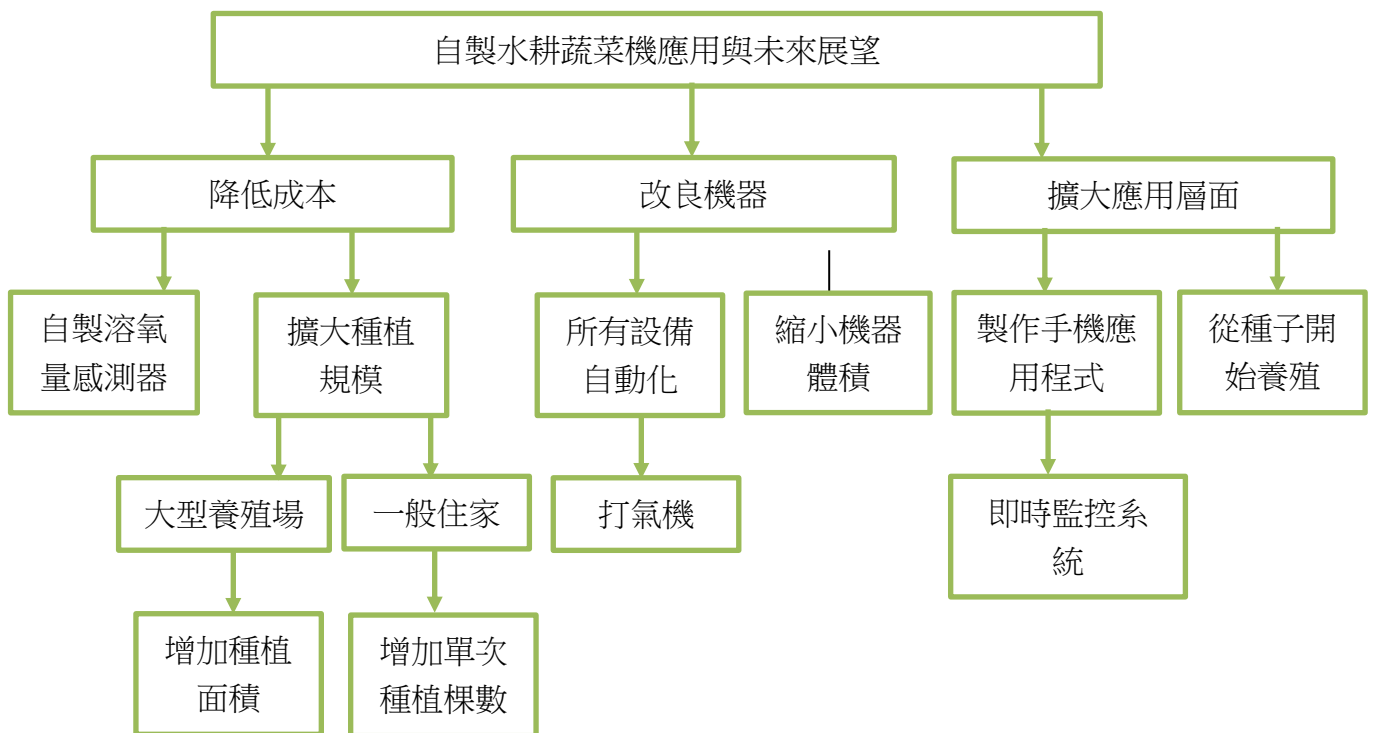 自製水耕蔬菜機應用與未來展望
降低成本
改良機器
擴大應用層面
自製溶氧
量感測器
擴大種植
規模
所有設備
自動化
縮小機器
體積
製作手機應
用程式
從種子開
始養殖
大型養殖場
一般住家
打氣機
即時監控系
統
增加種植
面積
增加單次
種植棵數